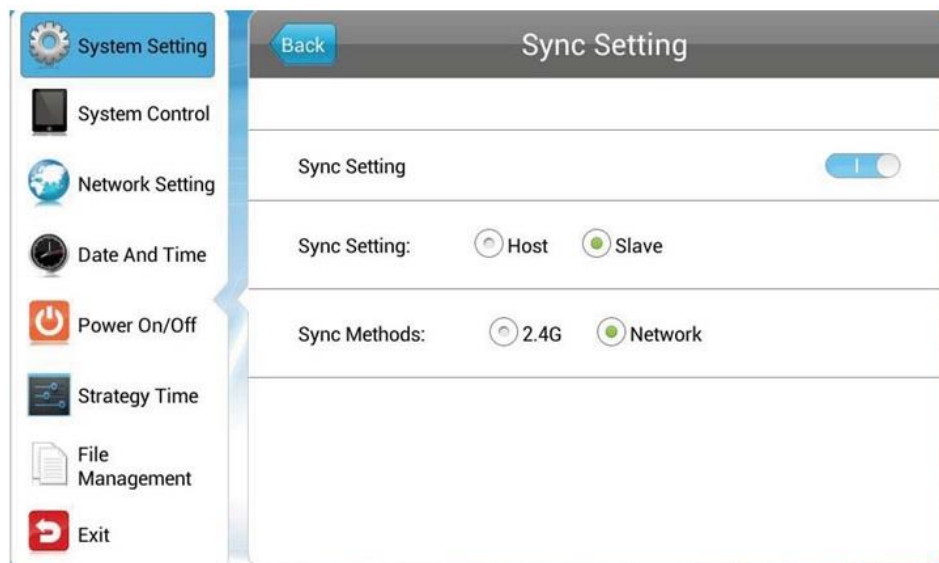 System Setting
System Control
Network Setting
Date And Time
Power On/Off
Strategy Time
File
Management
Exit
Back
Sync Setting
Sync Setting
Sync Setting: Host Slave
Sync Methods: 2.4G Network